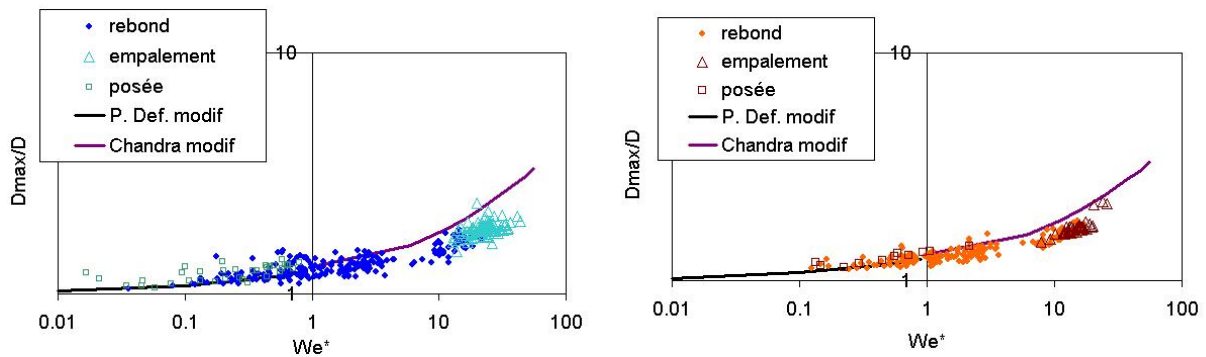 rebond
empalement
posée
P. Def. modif
Chandra modif
10
Dmax/D
1
0.01
0.1
1
10
100
We*
rebond
empalement
posée
P. Def. modif
Chandra modif
10
Dmax/D
1
0.01
0.1
1
10
100
We*